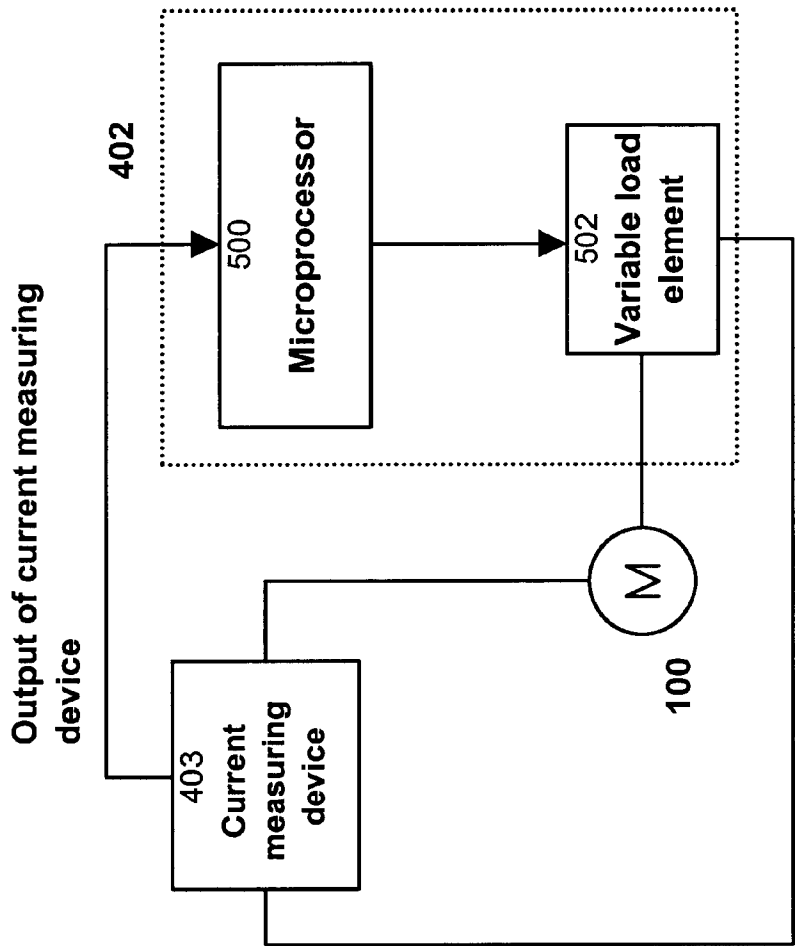 Output of current measuring
device
402
403
Current
measuring
device
500
Microprocessor
M
100
502
Variable load
element